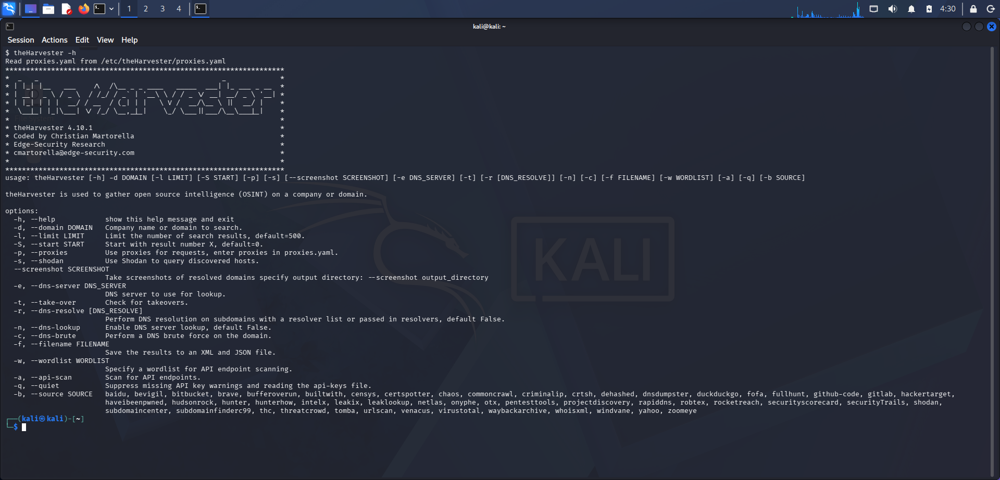 1 2 3 4 4:30
kali@kali: ~
Session Actions Edit View Help
$ theHarvester -h
Read proxies.yaml from /etc/theHarvester/proxies.yaml
*******************************************************************
theHarvester
* theHarvester 4.10.1 *
* Coded by Christian Martorella *
* Edge-Security Research *
* cmartorella@edge-security.com *
* *
*******************************************************************
usage: theHarvester [-h] -d DOMAIN [-l LIMIT] [-S START] [-p] [-s] [--screenshot SCREENSHOT] [-e DNS_SERVER] [-t] [-r [DNS_RESOLVE]] [-n] [-c] [-f FILENAME] [-w WORDLIST] [-a] [-q] [-b SOURCE]
theHarvester is used to gather open source intelligence (OSINT) on a company or domain.
options:
-h, --help show this help message and exit
-d, --domain DOMAIN Company name or domain to search.
-l, --limit LIMIT Limit the number of search results, default=500.
-S, --start START Start with result number X, default=0.
-p, --proxies Use proxies for requests, enter proxies in proxies.yaml.
-s, --shodan Use Shodan to query discovered hosts.
--screenshot SCREENSHOT
Take screenshots of resolved domains specify output directory: --screenshot output_directory
-e, --dns-server DNS_SERVER
DNS server to use for lookup.
-t, --take-over Check for takeovers.
-r, --dns-resolve [DNS_RESOLVE]
Perform DNS resolution on subdomains with a resolver list or passed in resolvers, default False.
-n, --dns-lookup Enable DNS server lookup, default False.
-c, --dns-brute Perform a DNS brute force on the domain.
-f, --filename FILENAME
Save the results to an XML and JSON file.
-w, --wordlist WORDLIST
Specify a wordlist for API endpoint scanning.
-a, --api-scan Scan for API endpoints.
-q, --quiet Suppress missing API key warnings and reading the api-keys file.
-b, --source SOURCE baidu, bevigil, bitbucket, brave, bufferoverun, builtwith, censys, certspotter, chaos, commoncrawl, criminalip, crtsh, dehashed, dnsdumpster, duckduckgo, fofa, fullhunt, github-code, gitlab, hackertarget,
haveibeenpwned, hudsonrock, hunter, hunterhow, intelx, leakix, leaklookup, netlas, onyphe, otx, pentesttools, projectdiscovery, rapiddns, robtex, rocketreach, securityscorecard, securityTrails, shodan,
subdomaincenter, subdomainfinderc99, thc, threatcrowd, tomba, urlscan, venacus, virustotal, waybackarchive, whoisxml, windvane, yahoo, zoomeye
┌──(kali㉿kali)-[~]
└─$
File System
KALI